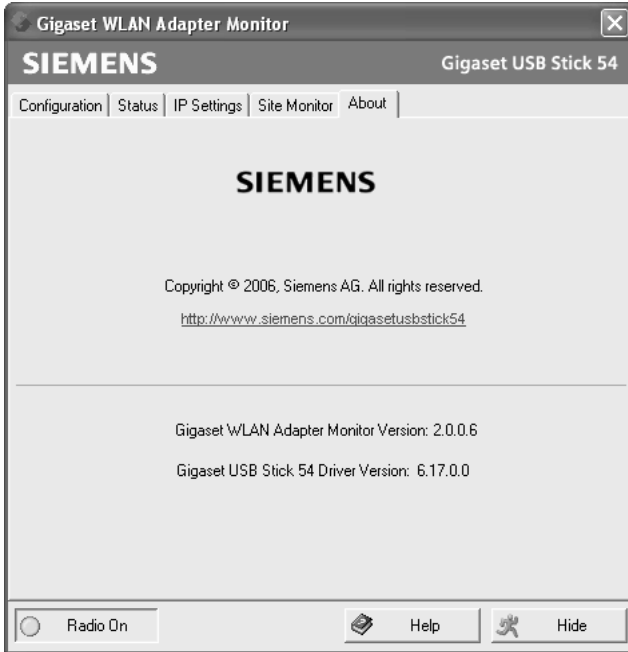 Gigaset WLAN Adapter Monitor
SIEMENS Gigaset USB Stick 54
Configuration Status IP Settings Site Monitor About
SIEMENS
Copyright © 2006, Siemens AG. All rights reserved.
http://www.siemens.com/gigasetusbstick54
Gigaset WLAN Adapter Monitor Version: 2.0.0.6
Gigaset USB Stick 54 Driver Version: 6.17.0.0
Radio On Help Hide